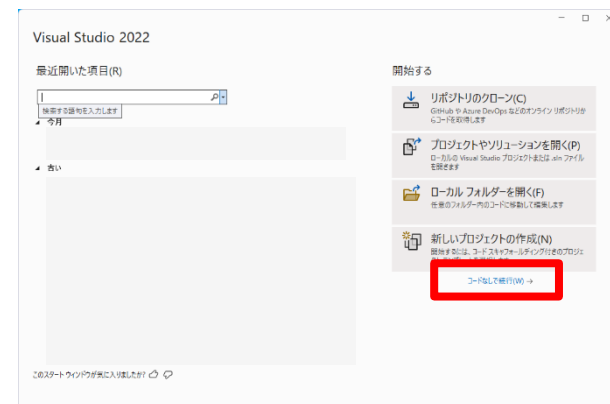 Visual Studio 2022
最近開いた項目(R)
検索する語句を入力します
今月
古い
開始する
リポジトリのクローン(C)
GitHub や Azure DevOps などのオンライン リポジトリか
らコードを取得します
プロジェクトやソリューションを開く(P)
ローカルの Visual Studio プロジェクトまたは .sln ファイル
を開きます
ローカル フォルダーを開く(F)
任意のフォルダー内のコードに移動して編集します
新しいプロジェクトの作成(N)
開始するには、コード スキャフォールディング付きのプロジェ
コードなしで続行(W) →
このスタート ウィンドウが気に入りましたか?